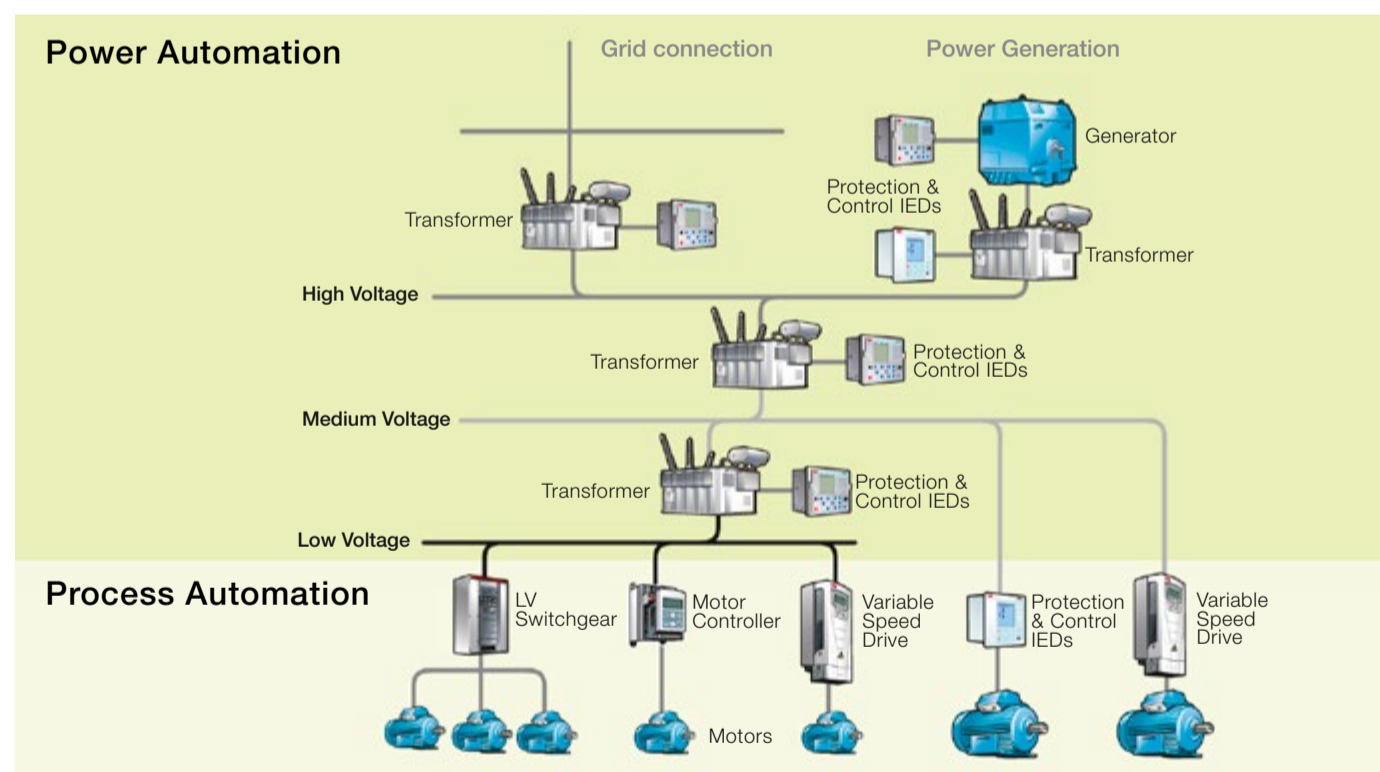 Power Automation
Grid connection
Power Generation
Generator
Protection &
Control IEDs
Transformer
Transformer
High Voltage
Transformer
Protection &
Control IEDs
Medium Voltage
Transformer
Protection &
Control IEDs
Low Voltage
Process Automation
LV
Switchgear
Motor
Controller
Variable
Speed
Drive
Protection
& Control
IEDs
Variable
Speed
Drive
Motors